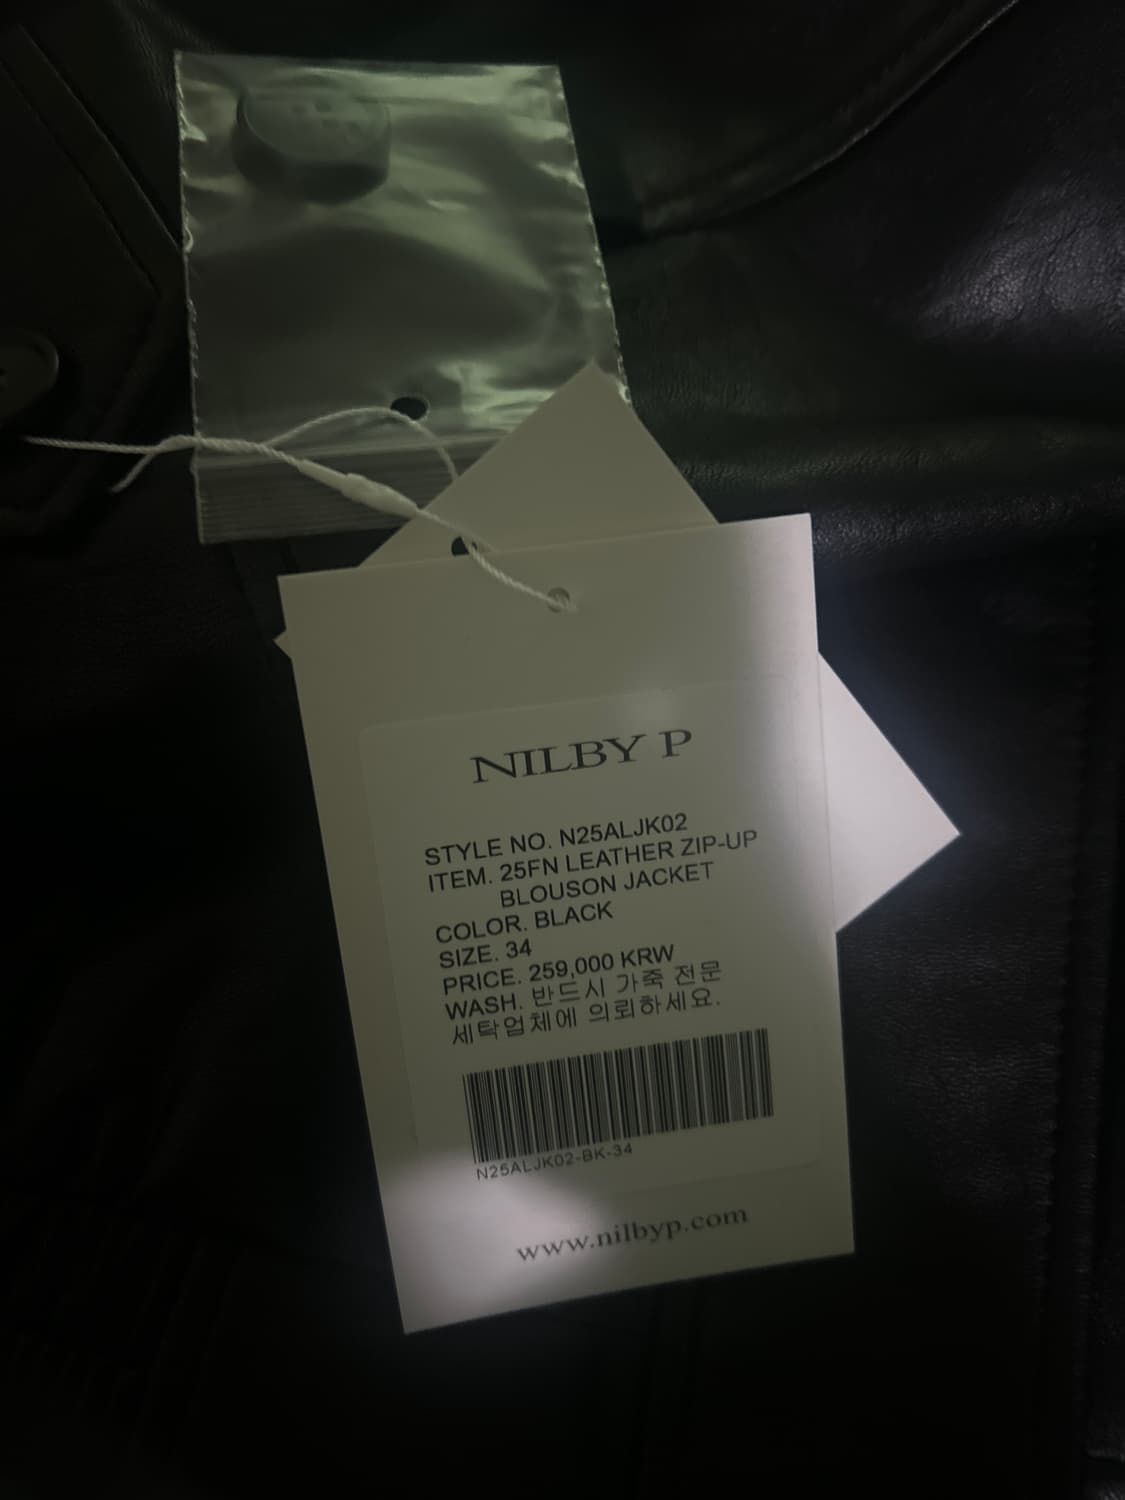 NILBY P
STYLE NO. N25ALJK02
ITEM. 25FN LEATHER ZIP-UP
BLOUSON JACKET
COLOR. BLACK
SIZE. 34
PRICE. 259,000 KRW
WASH. 반드시 가죽 전문
세탁업체에 의뢰하세요.
N25ALJK02-BK-34
www.nilbyp.com